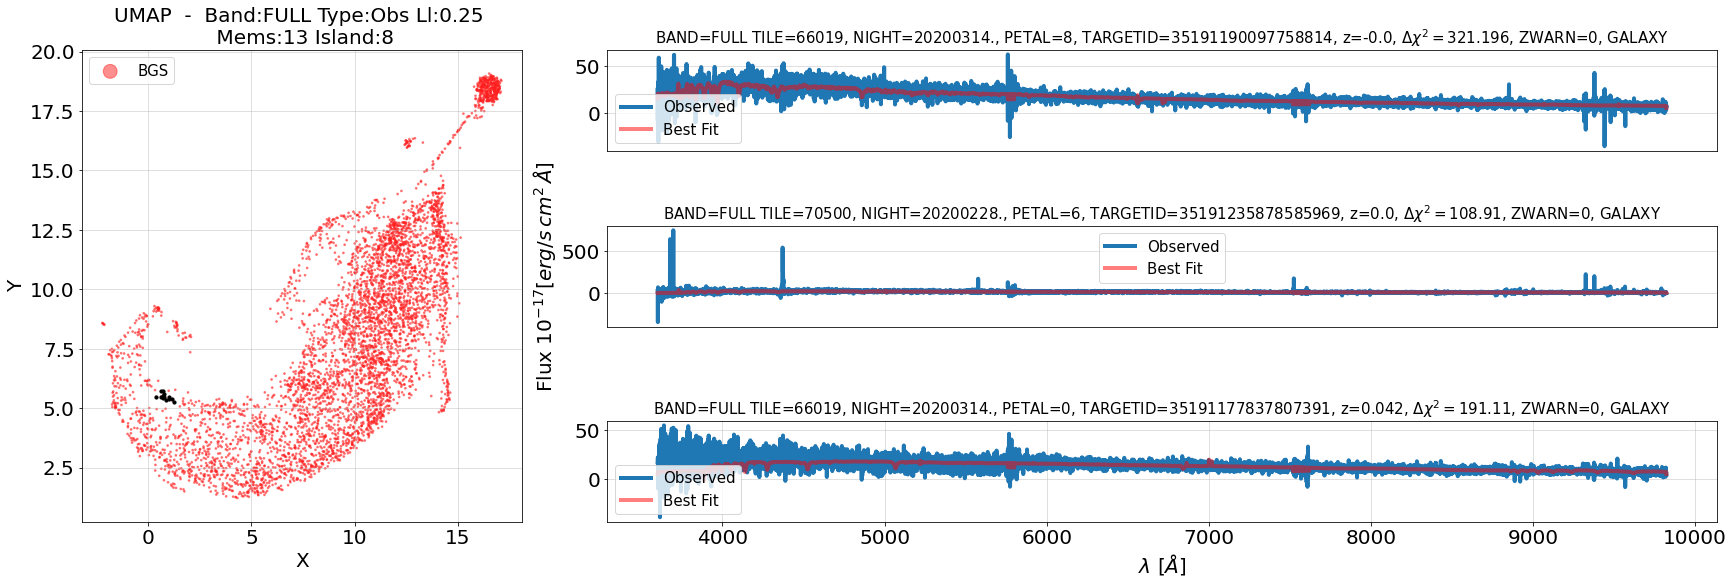 UMAP - Band:FULL Type:Obs Ll:0.25
Mems:13 Island:8
BGS
20.0
17.5
15.0
12.5
10.0
7.5
5.0
2.5
Y
0 5 10 15
X
Flux 10⁻¹⁷[erg/s cm² Å]
BAND=FULL TILE=66019, NIGHT=20200314., PETAL=8, TARGETID=35191190097758814, z=-0.0, Δχ² = 321.196, ZWARN=0, GALAXY
50
0
Observed
Best Fit
BAND=FULL TILE=70500, NIGHT=20200228., PETAL=6, TARGETID=35191235878585969, z=0.0, Δχ² = 108.91, ZWARN=0, GALAXY
500
0
Observed
Best Fit
BAND=FULL TILE=66019, NIGHT=20200314., PETAL=0, TARGETID=35191177837807391, z=0.042, Δχ² = 191.11, ZWARN=0, GALAXY
50
0
Observed
Best Fit
4000 5000 6000 7000 8000 9000 10000
λ [Å]